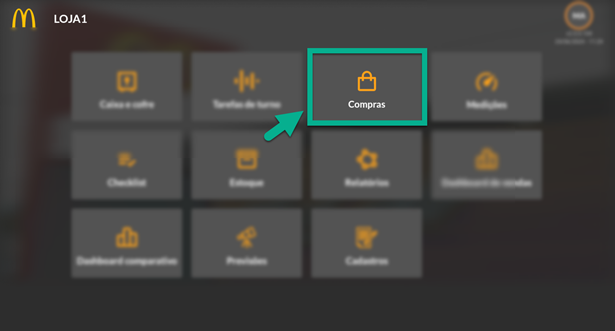 LOJA1
Caixa e cofre
Tarefas de turno
Compras
Medições
Checklist
Estoque
Relatórios
Dashboard de vendas
Dashboard comparativo
Previsões
Cadastros